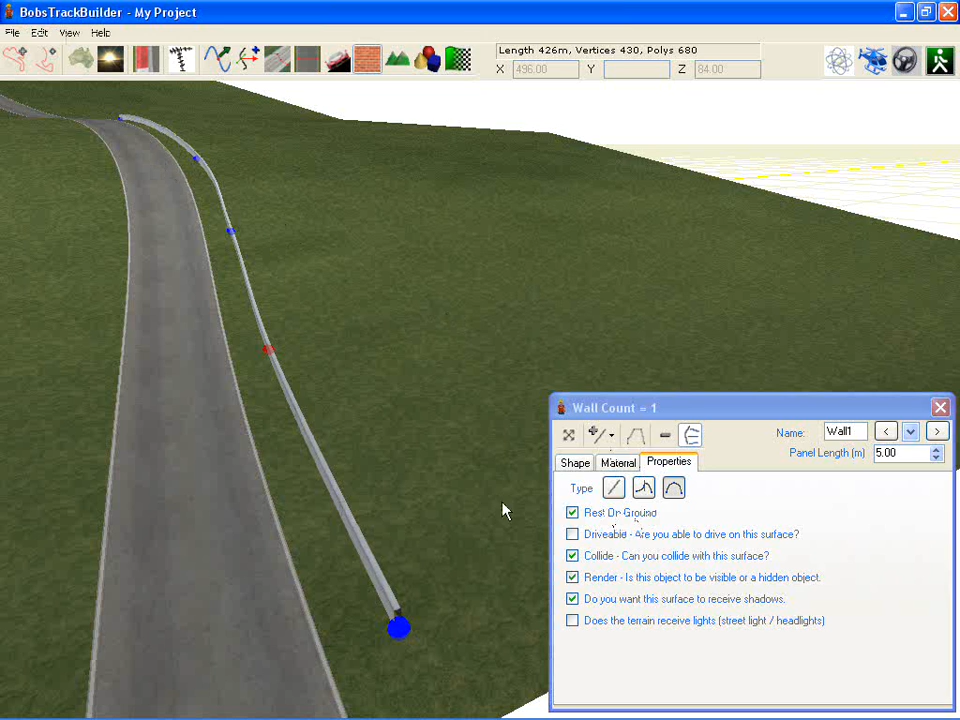 BobsTrackBuilder - My Project
File Edit View Help
Length 426m, Vertices 430, Polys 680
X 496.00 Y Z 84.00
Wall Count = 1
Name: Wall1
Panel Length (m) 5.00
Shape Material Properties
Type
Rest On Ground
Driveable - Are you able to drive on this surface?
Collide - Can you collide with this surface?
Render - Is this object to be visible or a hidden object.
Do you want this surface to receive shadows.
Does the terrain receive lights (street light / headlights)